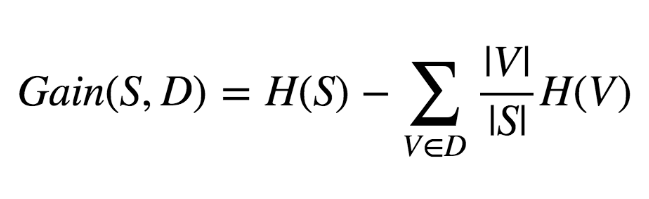 Gain(S, D) = H(S) − ∑_{V∈D} |V|/|S| H(V)